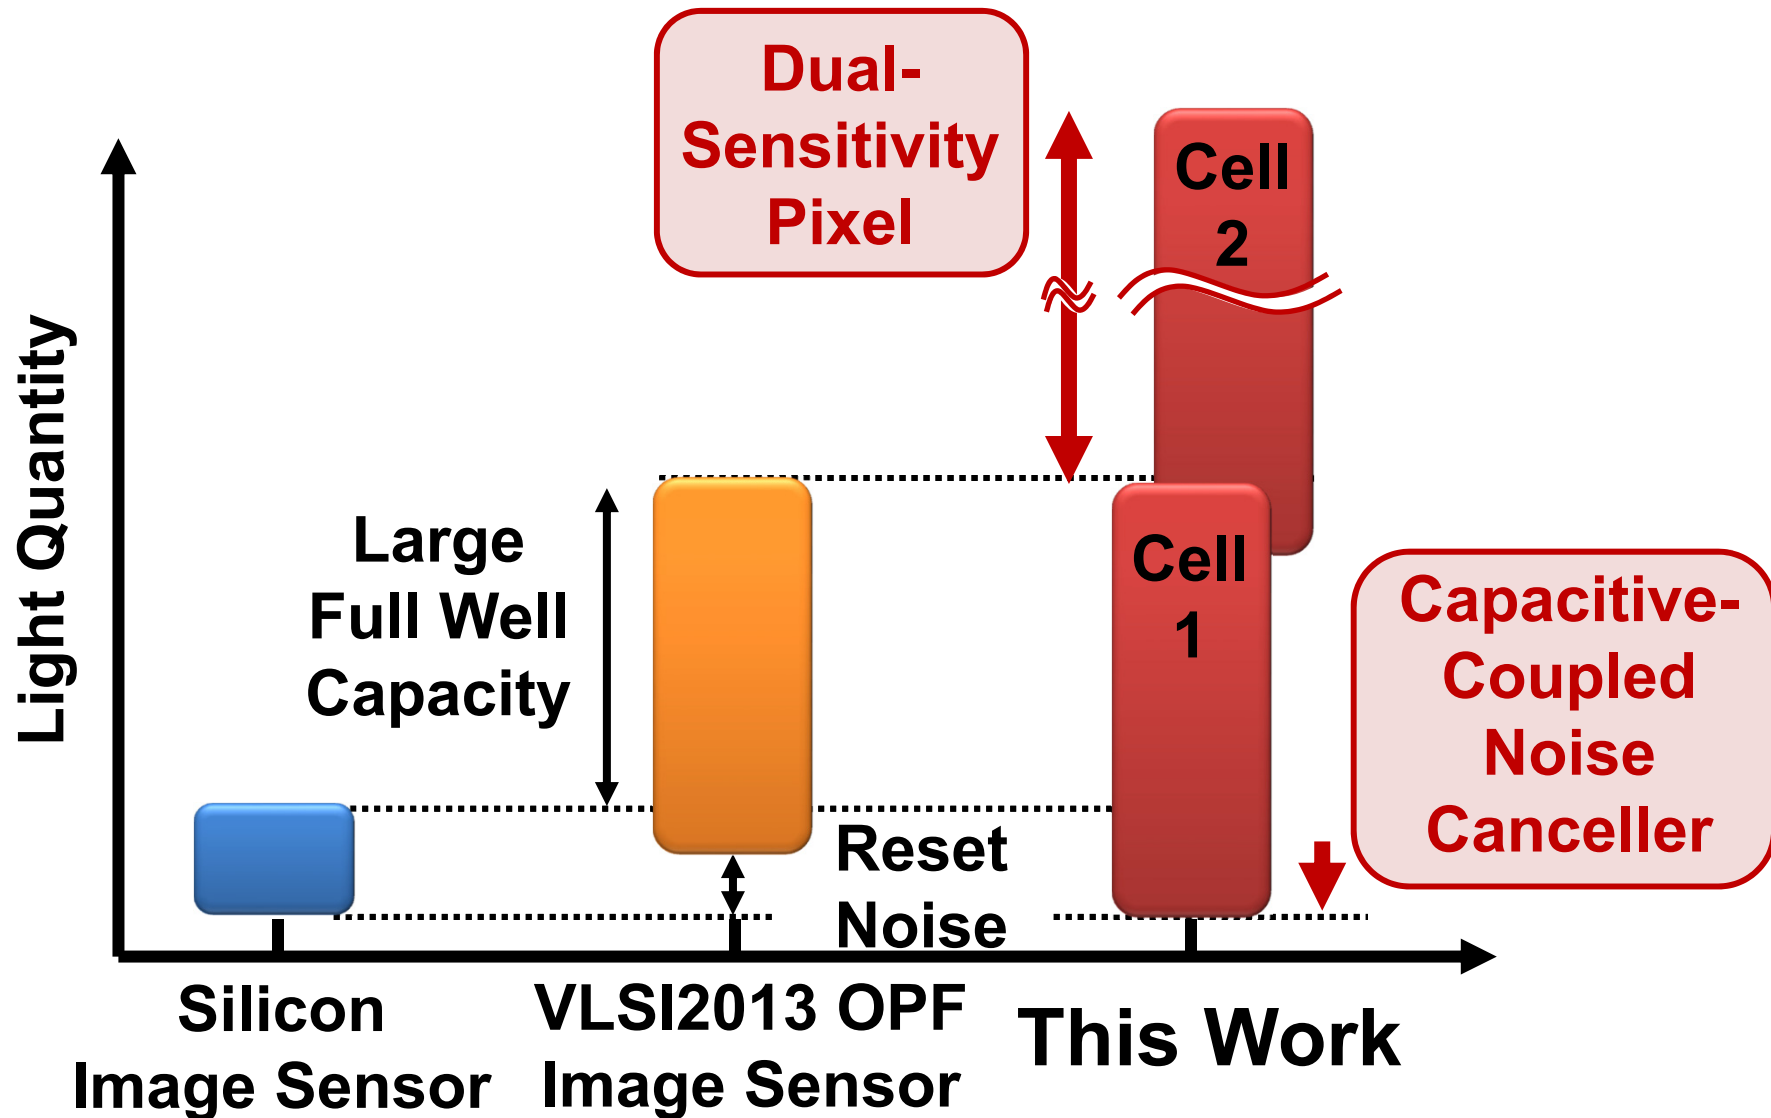 Dual-
Sensitivity
Pixel
Cell
2
Light Quantity
Large
Full Well
Capacity
Cell
1
Capacitive-
Coupled
Noise
Canceller
Reset
Noise
Silicon
Image Sensor
VLSI2013 OPF
Image Sensor
This Work